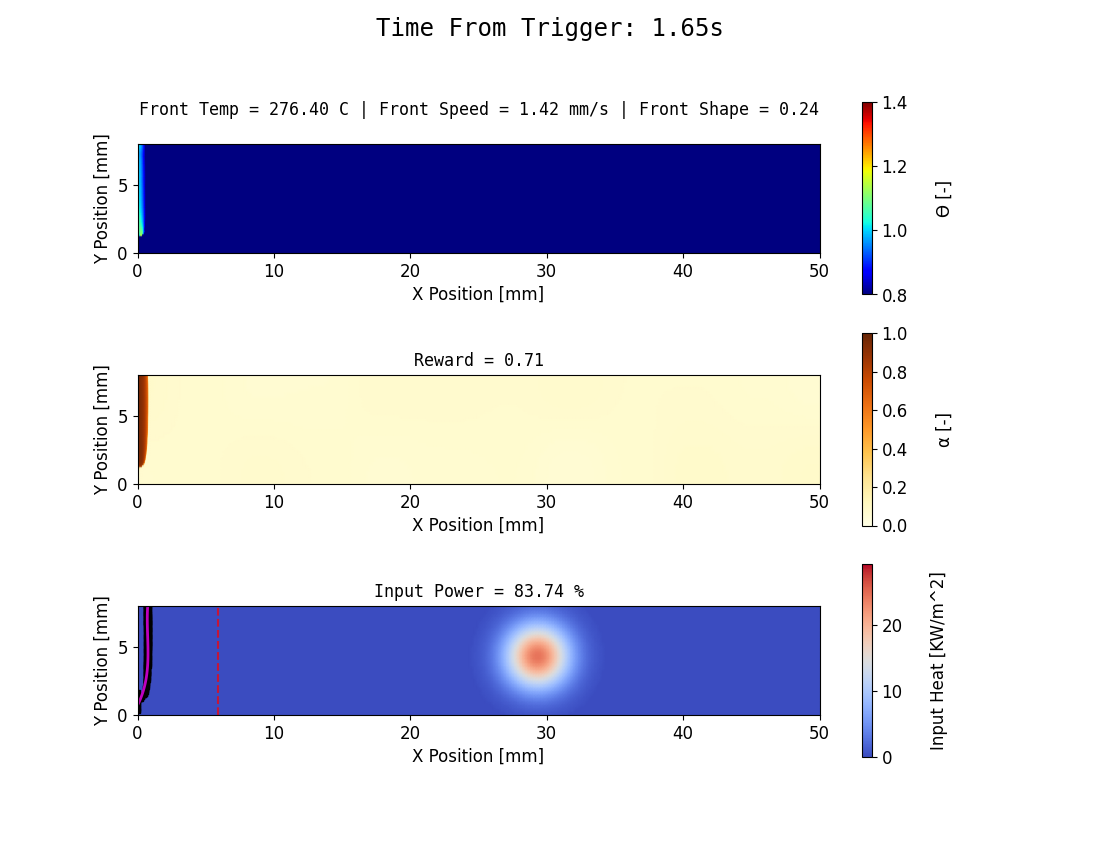 Time From Trigger: 1.65s
Front Temp = 276.40 C | Front Speed = 1.42 mm/s | Front Shape = 0.24
Y Position [mm]
5
0
0 10 20 30 40 50
X Position [mm]
1.4
1.2
1.0
0.8
Θ [-]
Reward = 0.71
Y Position [mm]
5
0
0 10 20 30 40 50
X Position [mm]
1.0
0.8
0.6
0.4
0.2
0.0
α [-]
Input Power = 83.74 %
Y Position [mm]
5
0
0 10 20 30 40 50
X Position [mm]
20
10
0
Input Heat [KW/m^2]